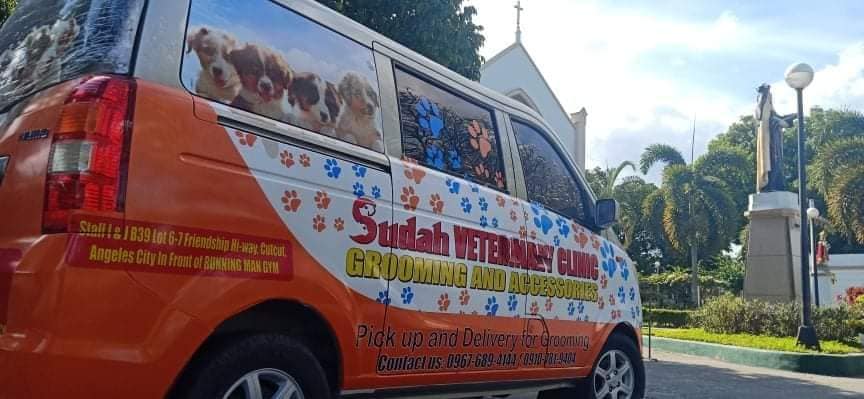 Stall I & J B39 Lot 6-7 Friendship Hi-way, Cutcut,
Angeles City In Front of RUNNING MAN GYM
Sudah VETERINARY CLINIC
GROOMING AND ACCESSORIES
Pick up and Delivery for Grooming
Contact us: 0967-689-4144 / 0910-781-9404